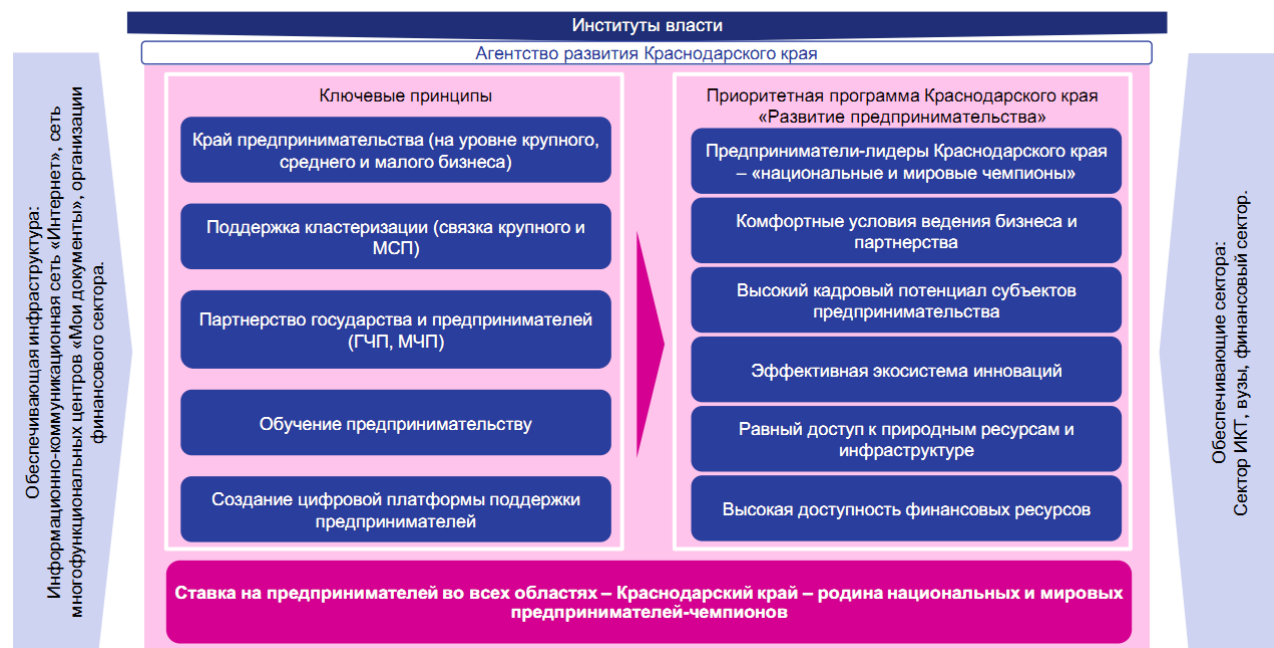 Институты власти
Агентство развития Краснодарского края
Обеспечивающая инфраструктура:
Информационно-коммуникационная сеть «Интернет», сеть
многофункциональных центров «Мои документы», организации
финансового сектора.
Ключевые принципы
Край предпринимательства (на уровне крупного,
среднего и малого бизнеса)
Поддержка кластеризации (связка крупного и
МСП)
Партнерство государства и предпринимателей
(ГЧП, МЧП)
Обучение предпринимательству
Создание цифровой платформы поддержки
предпринимателей
Приоритетная программа Краснодарского края
«Развитие предпринимательства»
Предприниматели-лидеры Краснодарского края
– «национальные и мировые чемпионы»
Комфортные условия ведения бизнеса и
партнерства
Высокий кадровый потенциал субъектов
предпринимательства
Эффективная экосистема инноваций
Равный доступ к природным ресурсам и
инфраструктуре
Высокая доступность финансовых ресурсов
Ставка на предпринимателей во всех областях – Краснодарский край – родина национальных и мировых
предпринимателей-чемпионов
Обеспечивающие сектора:
Сектор ИКТ, вузы, финансовый сектор.